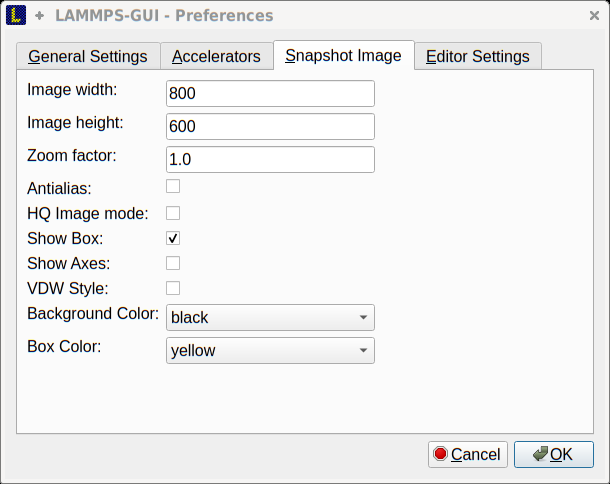 LAMMPS-GUI - Preferences
General Settings Accelerators Snapshot Image Editor Settings
Image width: 800
Image height: 600
Zoom factor: 1.0
Antialias:
HQ Image mode:
Show Box:
Show Axes:
VDW Style:
Background Color: black
Box Color: yellow
Cancel OK